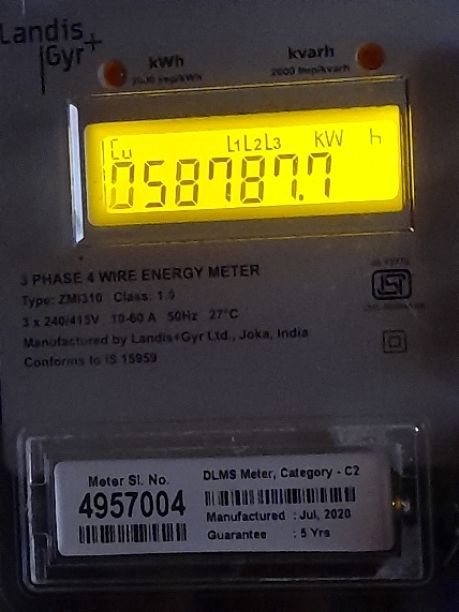 Landis
Gyr+
kWh
kvarh
2000 imp/kvarh
Cu L1L2L3 kW h
058787.7
3 PHASE 4 WIRE ENERGY METER
Type: ZMI310 Class: 1.0
3 x 240/415V 10-60 A 50Hz 27°C
Manufactured by Landis+Gyr Ltd., Joka, India
Conforms to IS 15959
Meter Sl. No.
4957004
DLMS Meter, Category - C2
Manufactured : Jul, 2020
Guarantee : 5 Yrs